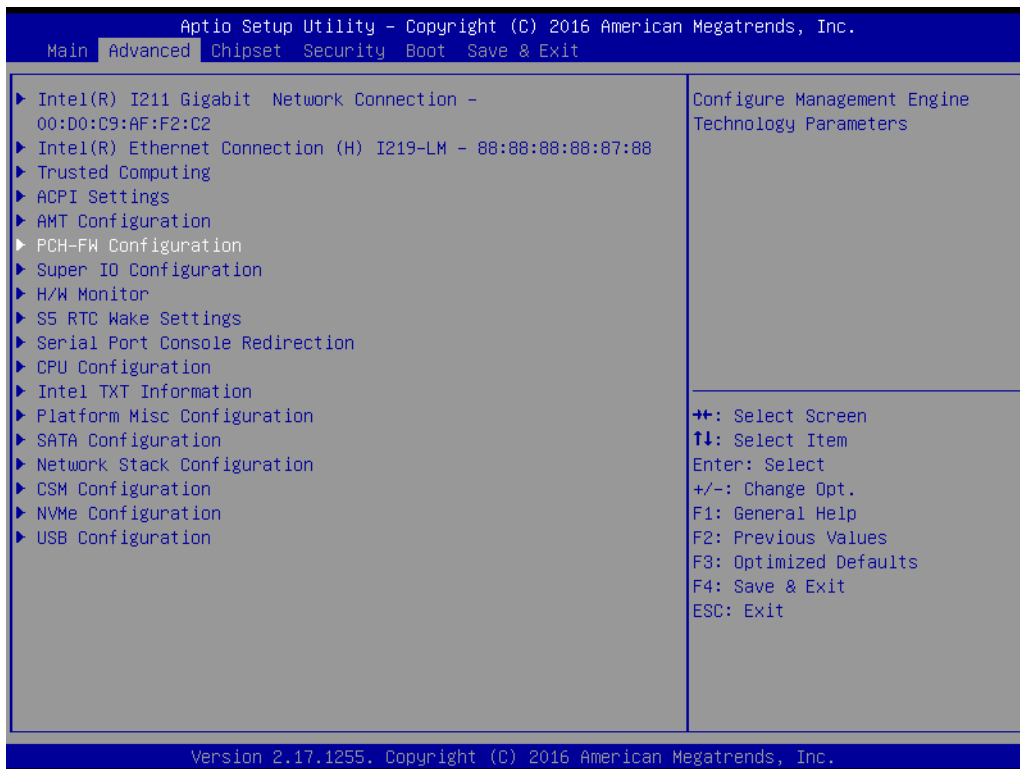 Aptio Setup Utility – Copyright (C) 2016 American Megatrends, Inc.
Main Advanced Chipset Security Boot Save & Exit
▶ Intel(R) I211 Gigabit  Network Connection –
00:D0:C9:AF:F2:C2
▶ Intel(R) Ethernet Connection (H) I219–LM – 88:88:88:88:87:88
▶ Trusted Computing
▶ ACPI Settings
▶ AMT Configuration
▶ PCH–FW Configuration
▶ Super IO Configuration
▶ H/W Monitor
▶ S5 RTC Wake Settings
▶ Serial Port Console Redirection
▶ CPU Configuration
▶ Intel TXT Information
▶ Platform Misc Configuration
▶ SATA Configuration
▶ Network Stack Configuration
▶ CSM Configuration
▶ NVMe Configuration
▶ USB Configuration
Configure Management Engine
Technology Parameters
→←: Select Screen
↑↓: Select Item
Enter: Select
+/–: Change Opt.
F1: General Help
F2: Previous Values
F3: Optimized Defaults
F4: Save & Exit
ESC: Exit
Version 2.17.1255. Copyright (C) 2016 American Megatrends, Inc.